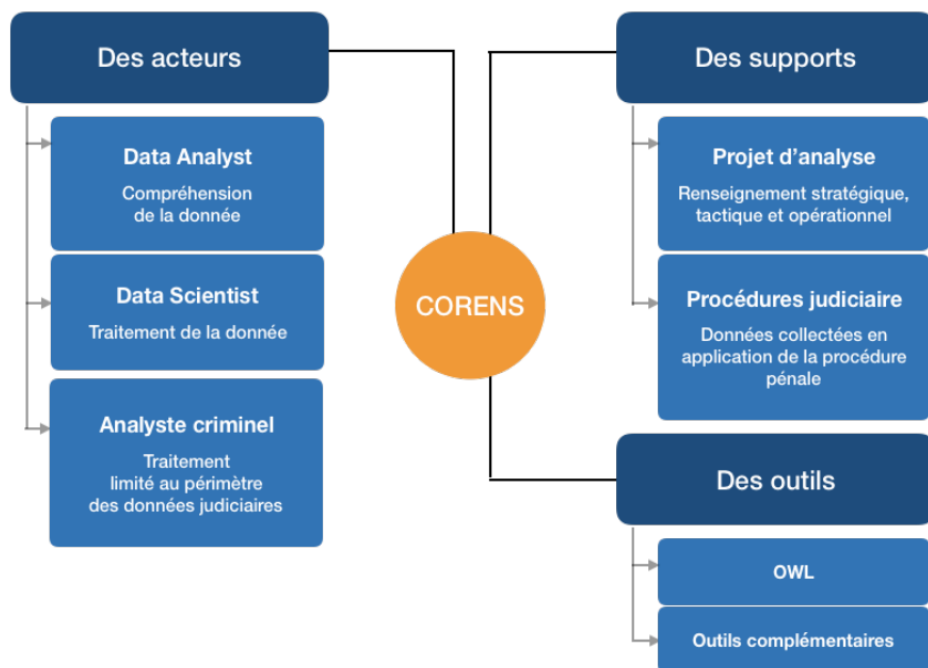 Des acteurs
Data Analyst
Compréhension
de la donnée
Data Scientist
Traitement de la donnée
Analyste criminel
Traitement
limité au périmètre
des données judiciaires
CORENS
Des supports
Projet d'analyse
Renseignement stratégique,
tactique et opérationnel
Procédures judiciaire
Données collectées en
application de la procédure
pénale
Des outils
OWL
Outils complémentaires